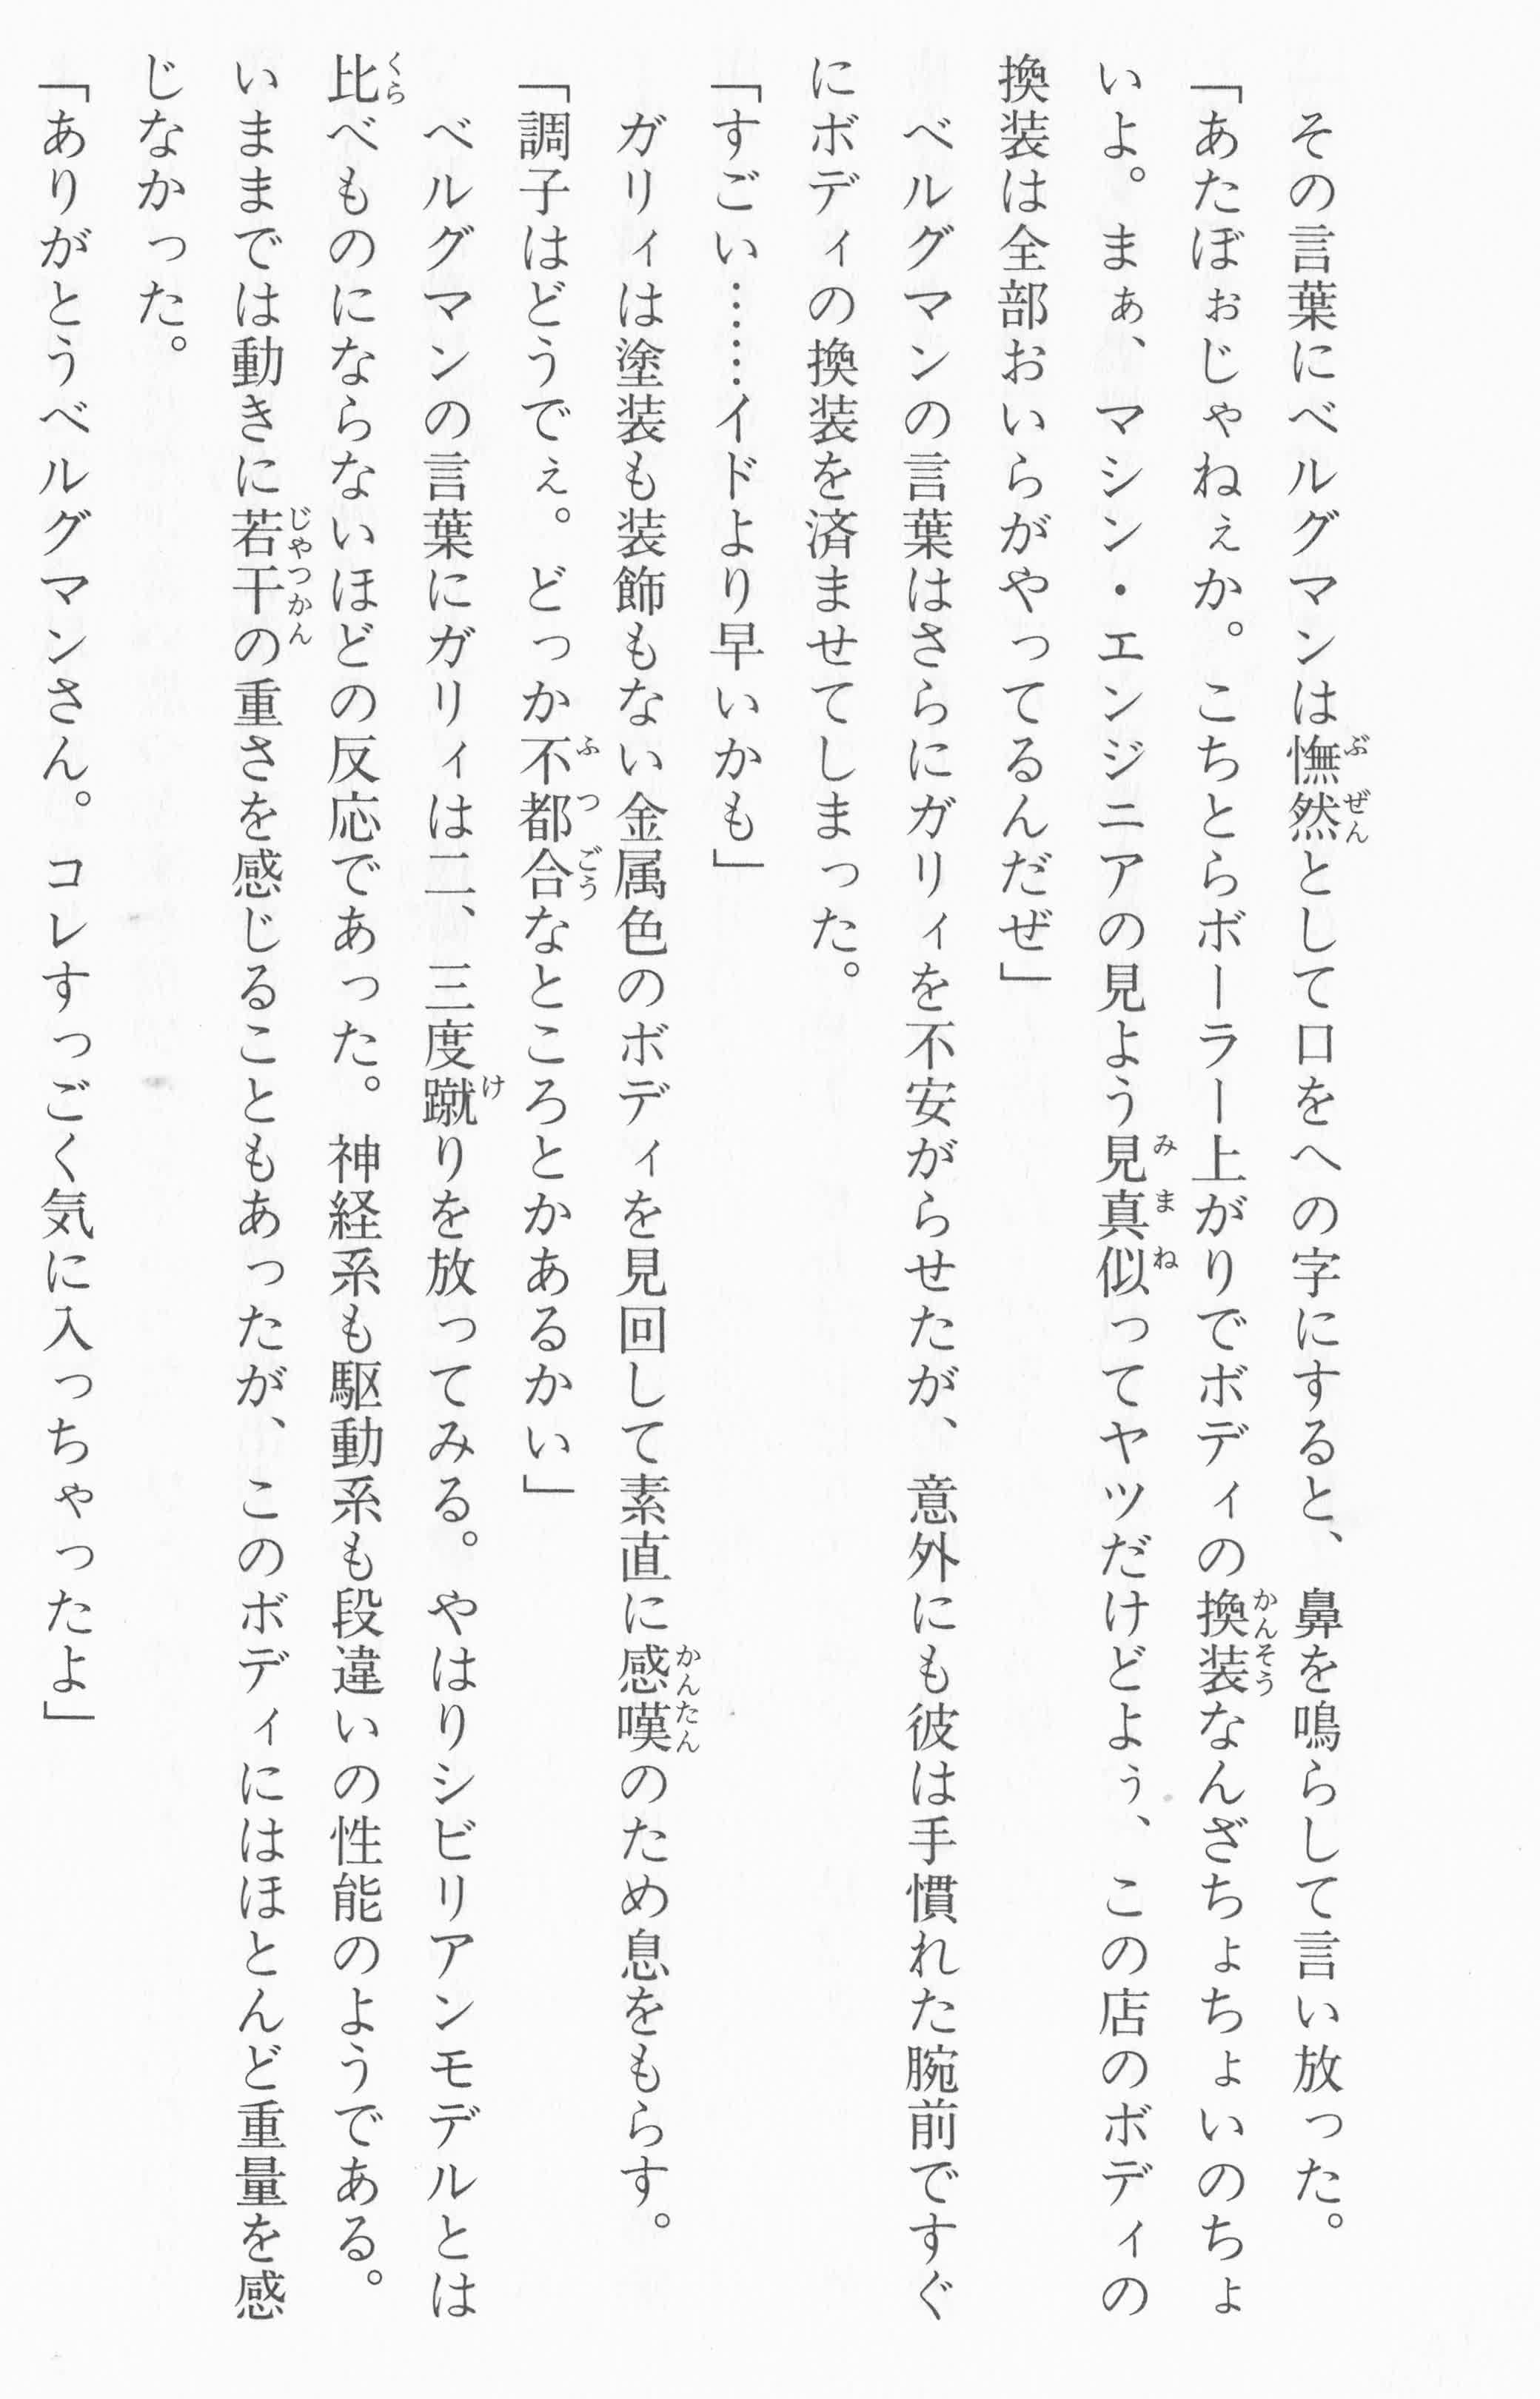 その言葉にベルグマンは憮然として口をへの字にすると、鼻を鳴らして言い放った。
「あたぼぉじゃねぇか。こちとらボーラー上がりでボディの換装なんざちょちょいのちょ
いよ。まぁ、マシン・エンジニアの見よう見真似ってヤツだけどよぅ、この店のボディの
換装は全部おいらがやってるんだぜ」
　ベルグマンの言葉はさらにガリィを不安がらせたが、意外にも彼は手慣れた腕前ですぐ
にボディの換装を済ませてしまった。
「すごい……イドより早いかも」
　ガリィは塗装も装飾もない金属色のボディを見回して素直に感嘆のため息をもらす。
「調子はどうでぇ。どっか不都合なところとかあるかい」
　ベルグマンの言葉にガリィは二、三度蹴りを放ってみる。やはりシビリアンモデルとは
比べものにならないほどの反応であった。神経系も駆動系も段違いの性能のようである。
いままでは動きに若干の重さを感じることもあったが、このボディにはほとんど重量を感
じなかった。
「ありがとうベルグマンさん。コレすっごく気に入っちゃったよ」